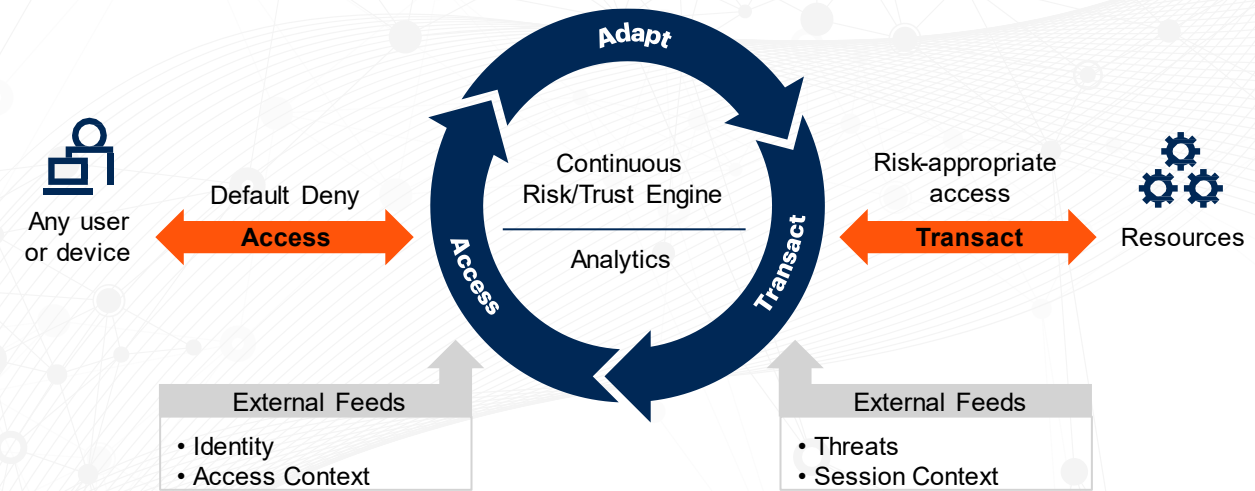 Adapt
Continuous
Risk/Trust Engine
Analytics
Access
Transact
Any user
or device
Default Deny
Access
Risk-appropriate
access
Transact
Resources
External Feeds
• Identity
• Access Context
External Feeds
• Threats
• Session Context